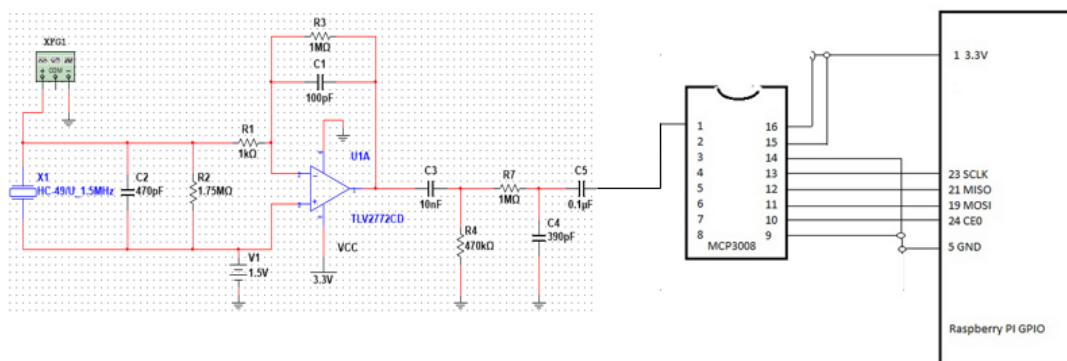 XFG1
COM
X1
HC-49/U_1.5MHz
C2
470pF
R2
1.75MΩ
R1
1kΩ
R3
1MΩ
C1
100pF
U1A
TLV2772CD
VCC
3.3V
V1
1.5V
C3
10nF
R4
470kΩ
R7
1MΩ
C4
390pF
C5
0.1µF
1
2
3
4
5
6
7
8
16
15
14
13
12
11
10
9
MCP3008
1 3.3V
23 SCLK
21 MISO
19 MOSI
24 CE0
5 GND
Raspberry PI GPIO